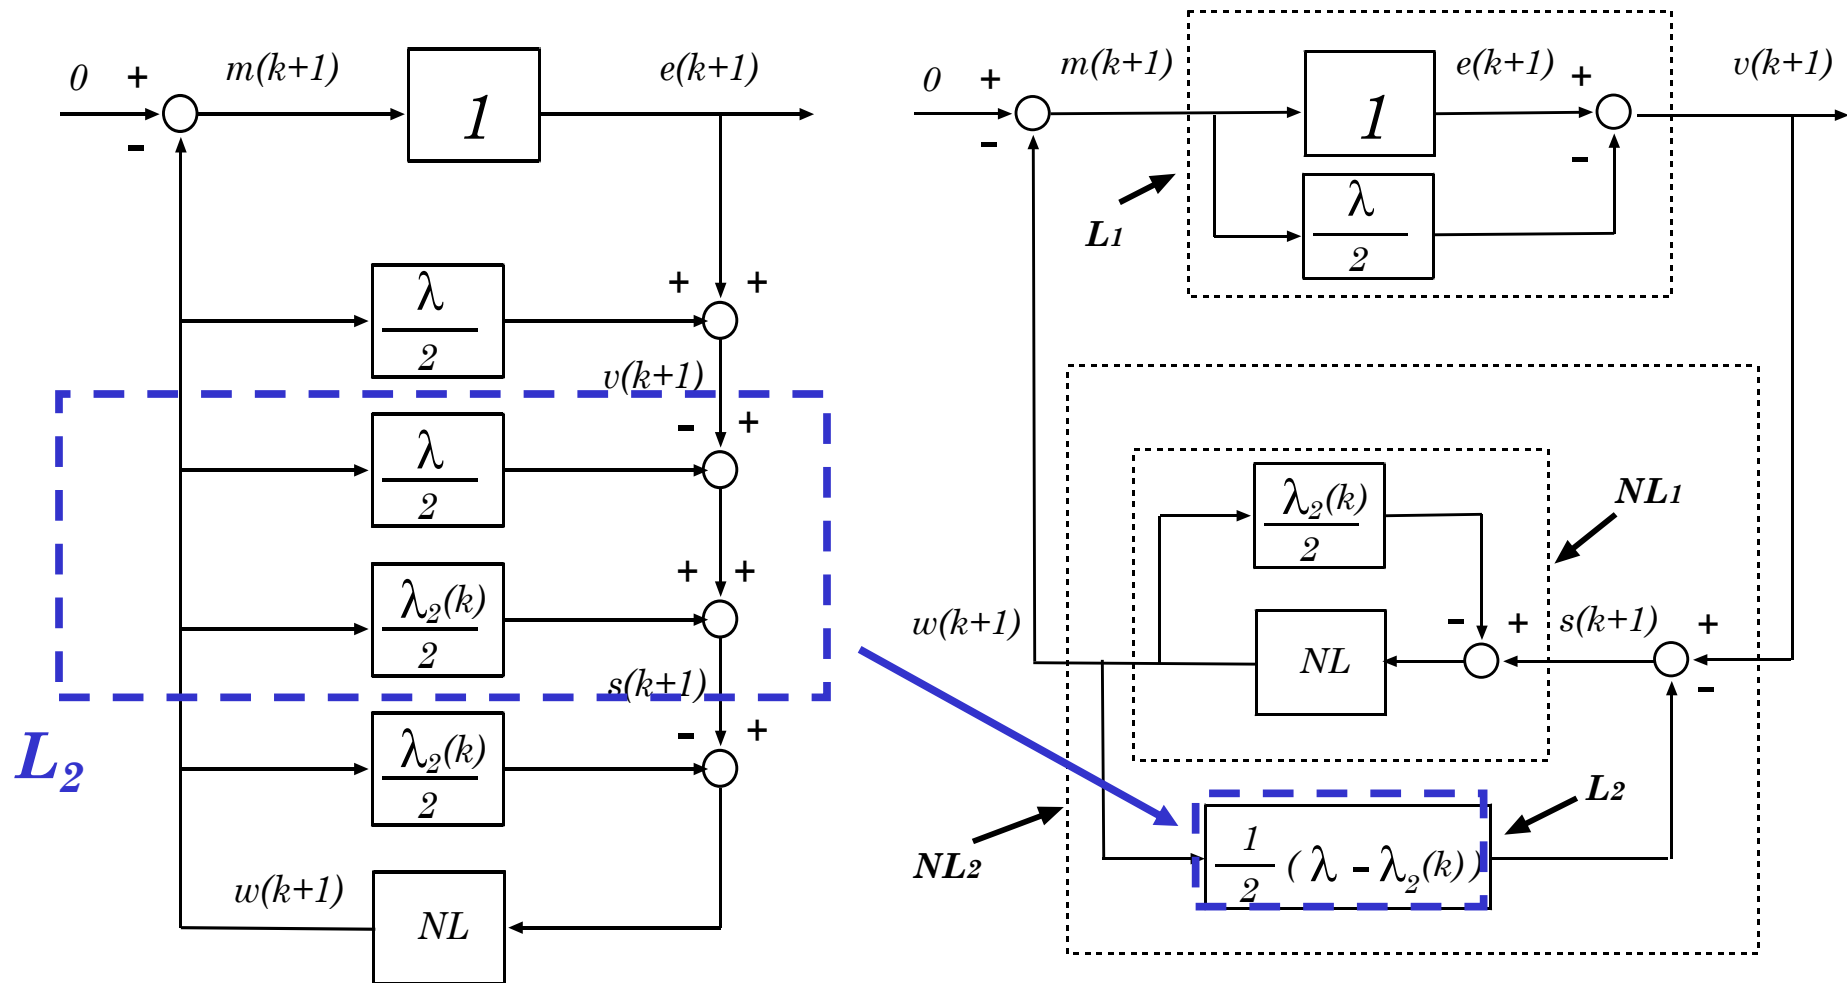 0 + m(k+1) 1 e(k+1)
-
λ/2 + +
v(k+1)
λ/2 - +
λ₂(k)/2 + +
s(k+1)
L₂
λ₂(k)/2 - +
w(k+1) NL
0 + m(k+1) 1 e(k+1) + v(k+1)
- -
L1 λ/2
λ₂(k)/2 NL1
w(k+1) NL - + s(k+1) +
-
NL2 1/2 (λ - λ₂(k)) L2